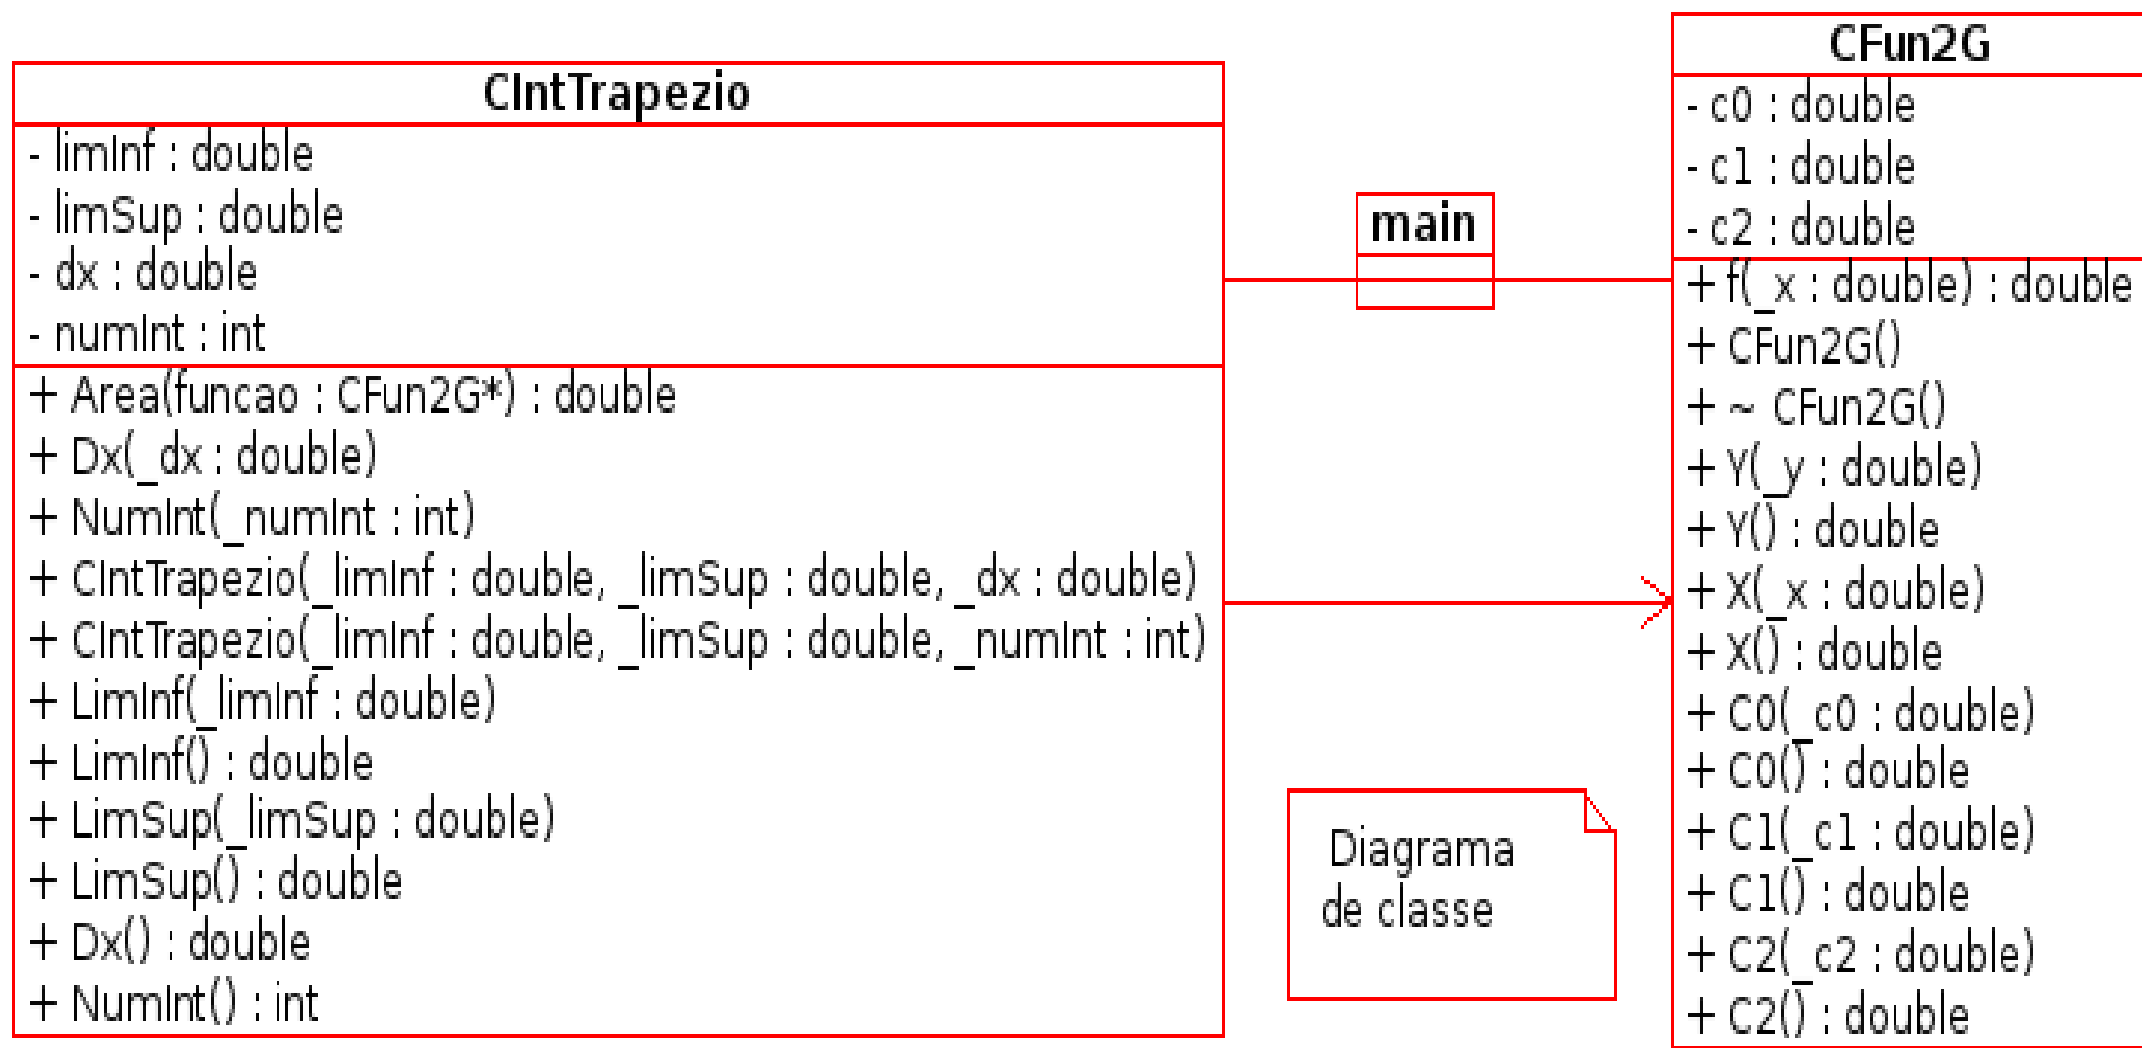 CIntTrapezio
- limInf : double
- limSup : double
- dx : double
- numInt : int
+ Area(funcao : CFun2G*) : double
+ Dx(_dx : double)
+ NumInt(_numInt : int)
+ CIntTrapezio(_limInf : double, _limSup : double, _dx : double)
+ CIntTrapezio(_limInf : double, _limSup : double, _numInt : int)
+ LimInf(_limInf : double)
+ LimInf() : double
+ LimSup(_limSup : double)
+ LimSup() : double
+ Dx() : double
+ NumInt() : int
main
Diagrama
de classe
CFun2G
- c0 : double
- c1 : double
- c2 : double
+ f(_x : double) : double
+ CFun2G()
+ ~ CFun2G()
+ Y(_y : double)
+ Y() : double
+ X(_x : double)
+ X() : double
+ C0(_c0 : double)
+ C0() : double
+ C1(_c1 : double)
+ C1() : double
+ C2(_c2 : double)
+ C2() : double